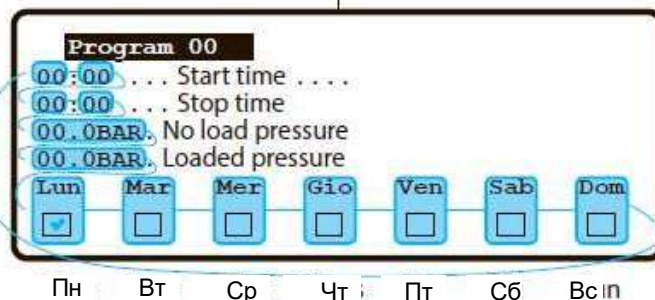 Program 00
00:00 . . . Start time . . . .
00:00 . . . Stop time
00.0BAR. No load pressure
00.0BAR. Loaded pressure
Lun Mar Mer Gio Ven Sab Dom
Пн Вт Ср Чт Пт Сб Вс